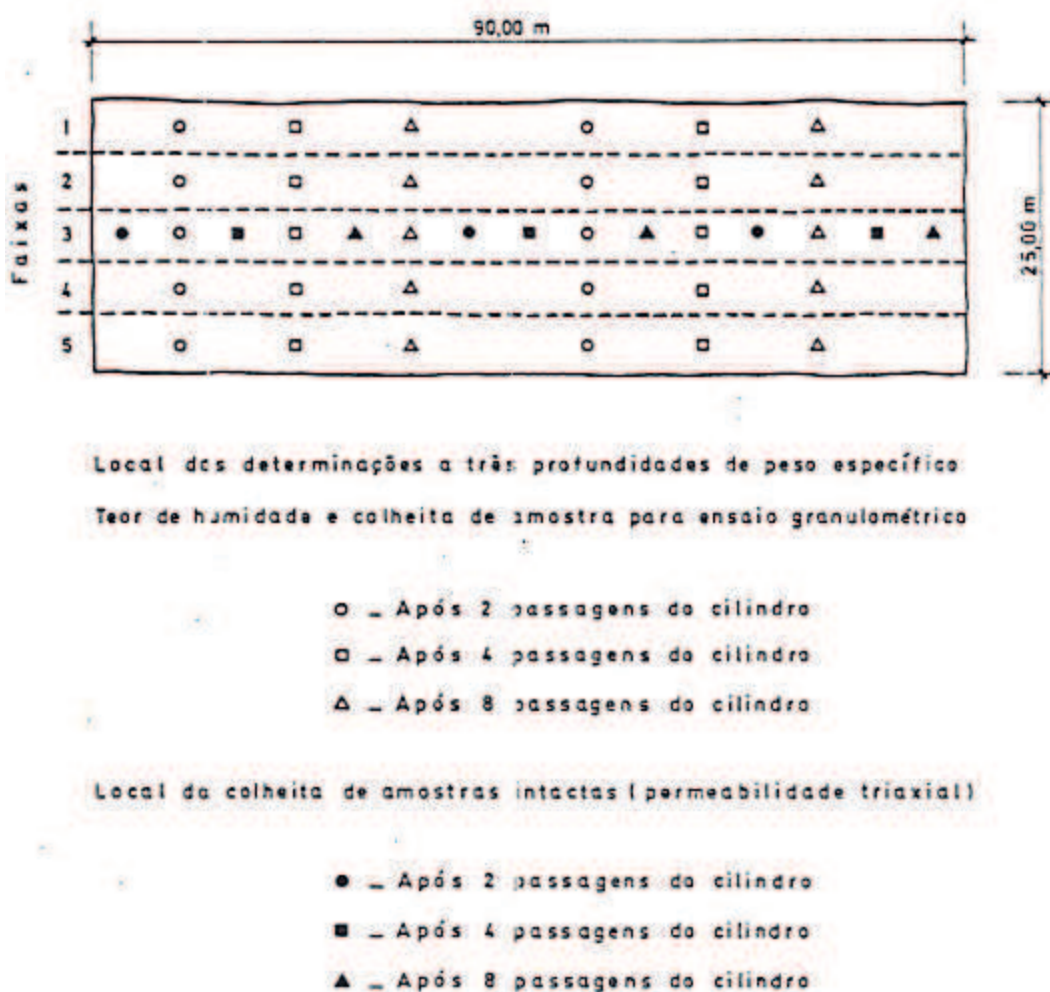 90,00 m
Faixas
1
2
3
4
5
25,00 m
Local das determinações a três profundidades de peso específico
Teor de humidade e colheita de amostra para ensaio granulométrico
o _ Após 2 passagens do cilindro
□ _ Após 4 passagens do cilindro
△ _ Após 8 passagens do cilindro
Local da colheita de amostras intactas (permeabilidade triaxial)
● _ Após 2 passagens do cilindro
■ _ Após 4 passagens do cilindro
▲ _ Após 8 passagens do cilindro